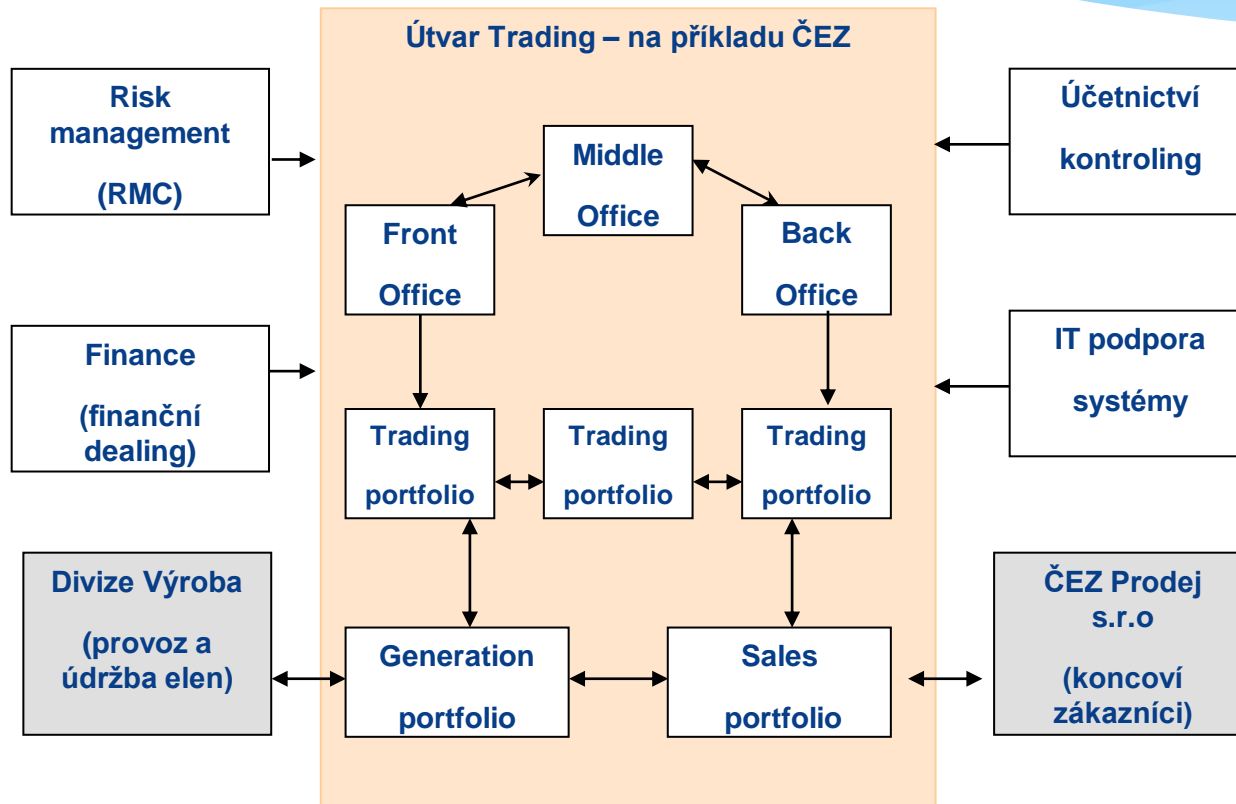 Útvar Trading – na příkladu ČEZ
Risk
management
(RMC)
Účetnictví
kontroling
Middle
Office
Front
Office
Back
Office
Finance
(finanční
dealing)
IT podpora
systémy
Trading
portfolio
Trading
portfolio
Trading
portfolio
Divize Výroba
(provoz a
údržba elen)
ČEZ Prodej
s.r.o
(koncoví
zákazníci)
Generation
portfolio
Sales
portfolio